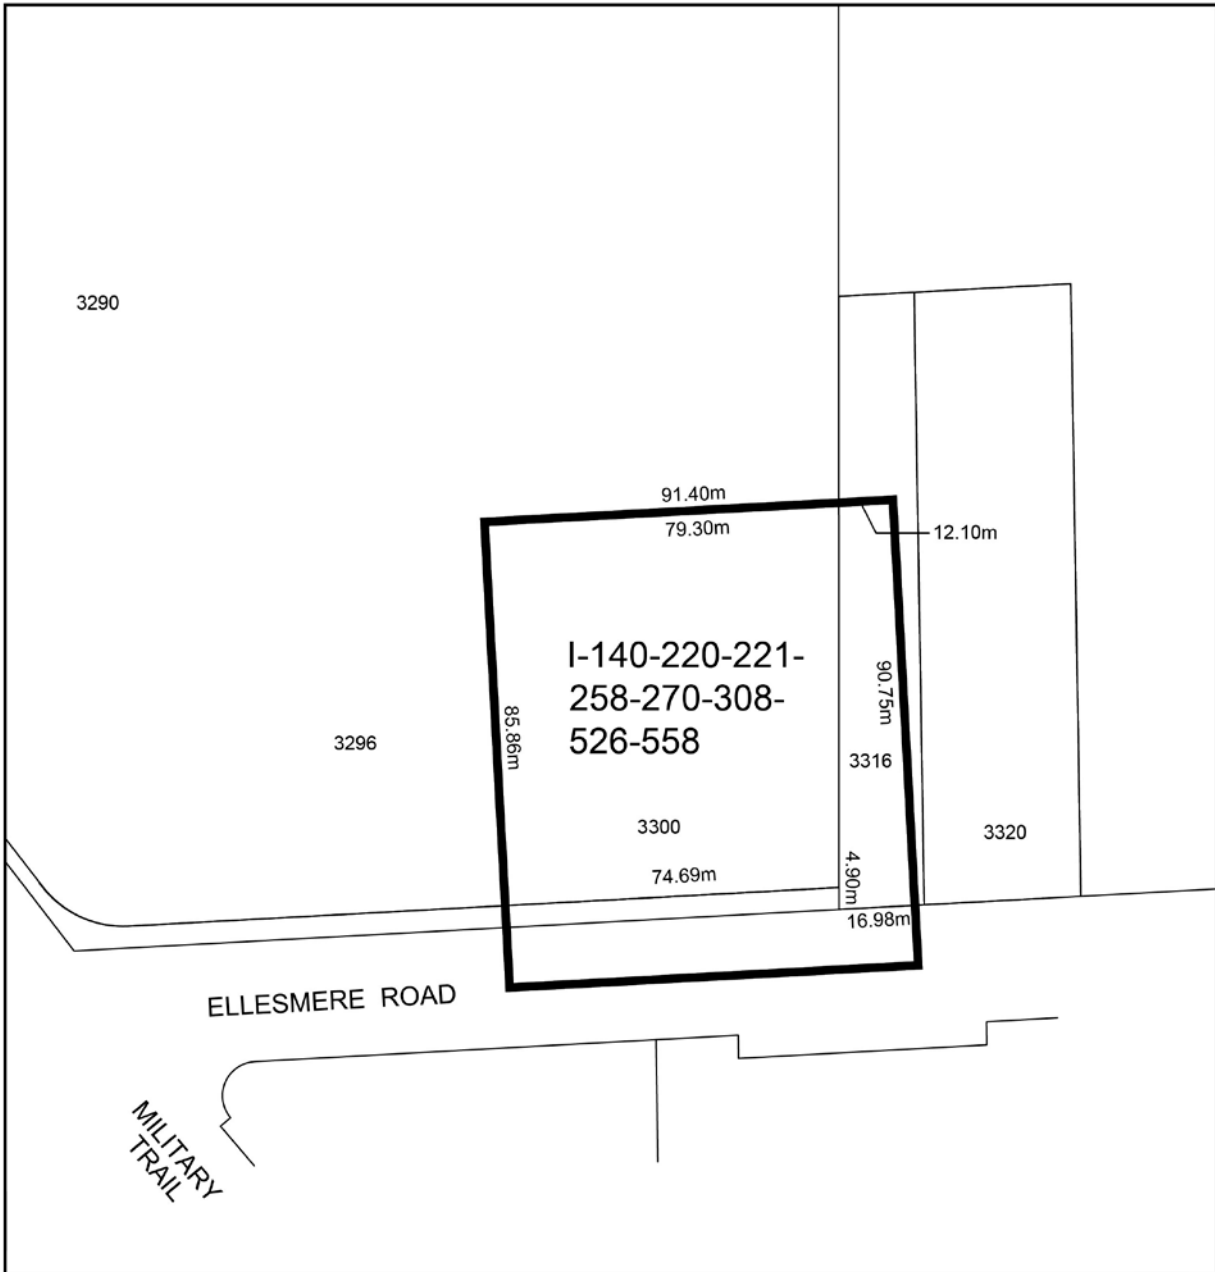 3290
91.40m
79.30m
12.10m
I-140-220-221-
258-270-308-
526-558
90.75m
85.86m
3296
3316
3300
3320
74.69m
4.90m
16.98m
ELLESMERE ROAD
MILITARY
TRAIL